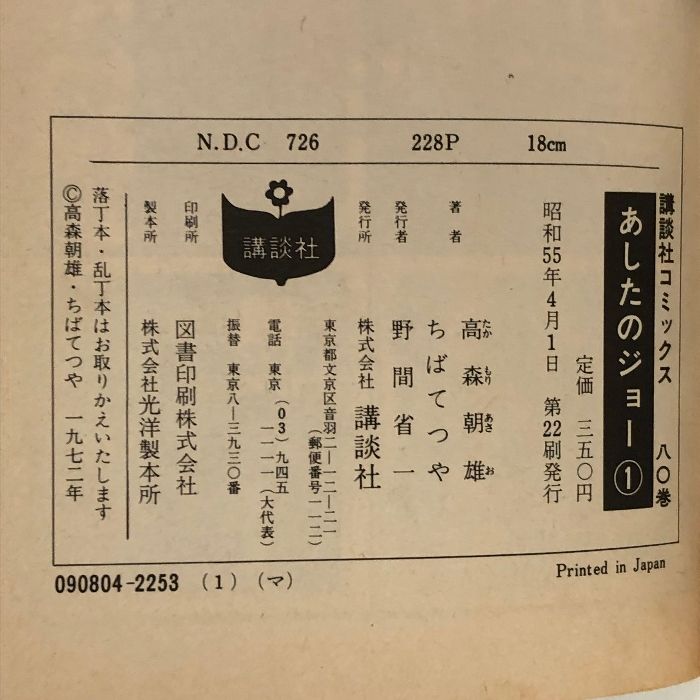 N.D.C 726 228P 18cm
講談社コミックス 八〇巻
あしたのジョー①
定価 三五〇円
昭和55年4月1日 第22刷発行
著者 高森朝雄
たか もり あさ お
ちばてつや
発行者 野間省一
発行所 株式会社 講談社
東京都文京区音羽二—一二—二一
(郵便番号一一二)
電話 東京(03)九四五
一一一一(大代表)
振替 東京八—三九三〇番
講談社
印刷所 図書印刷株式会社
製本所 株式会社光洋製本所
落丁本・乱丁本はお取りかえいたします
©高森朝雄・ちばてつや 一九七二年
090804-2253 (1) (マ)
Printed in Japan